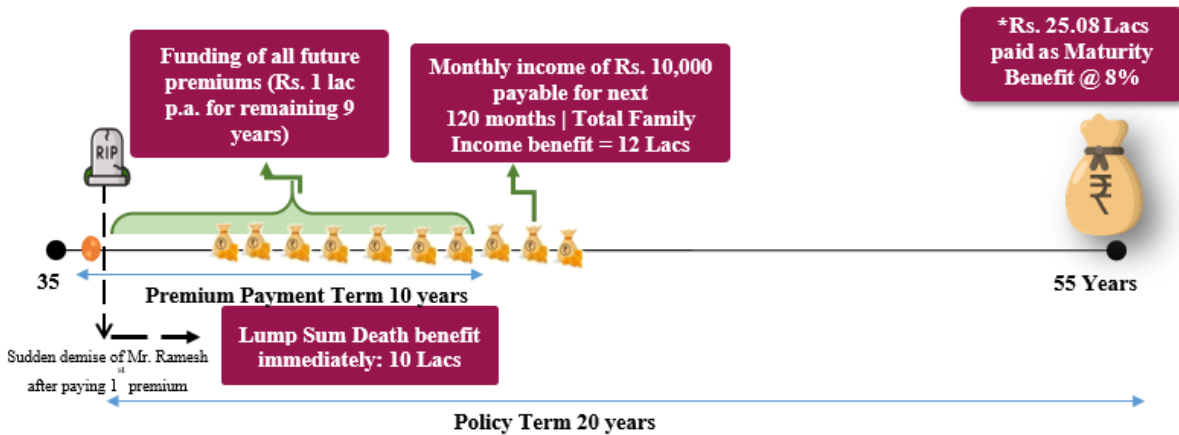 Funding of all future
premiums (Rs. 1 lac
p.a. for remaining 9
years)
Monthly income of Rs. 10,000
payable for next
120 months | Total Family
Income benefit = 12 Lacs
*Rs. 25.08 Lacs
paid as Maturity
Benefit @ 8%
RIP
35
55 Years
Premium Payment Term 10 years
Lump Sum Death benefit
immediately: 10 Lacs
Sudden demise of Mr. Ramesh
after paying 1st premium
Policy Term 20 years